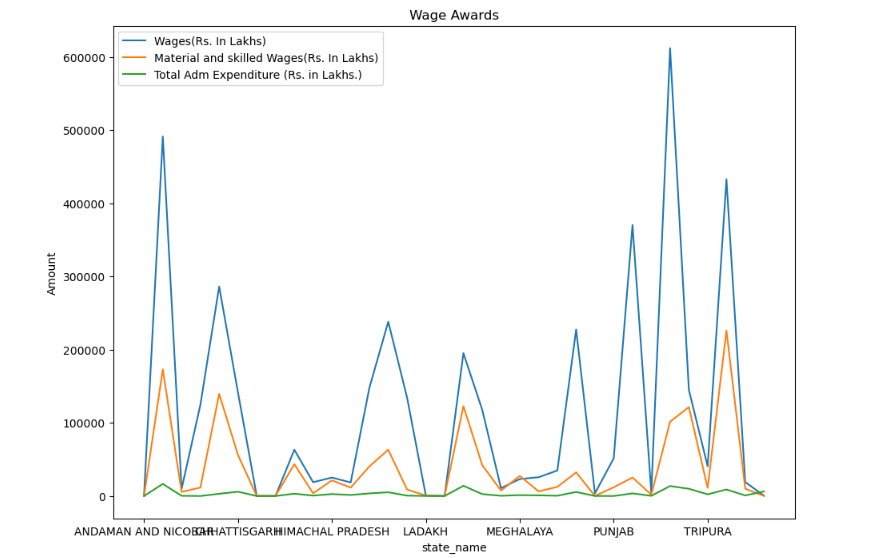 Wage Awards
Wages(Rs. In Lakhs)
Material and skilled Wages(Rs. In Lakhs)
Total Adm Expenditure (Rs. in Lakhs.)
600000
500000
400000
300000
200000
100000
0
Amount
ANDAMAN AND NICOBAR CHHATTISGARH HIMACHAL PRADESH LADAKH MEGHALAYA PUNJAB TRIPURA
state_name